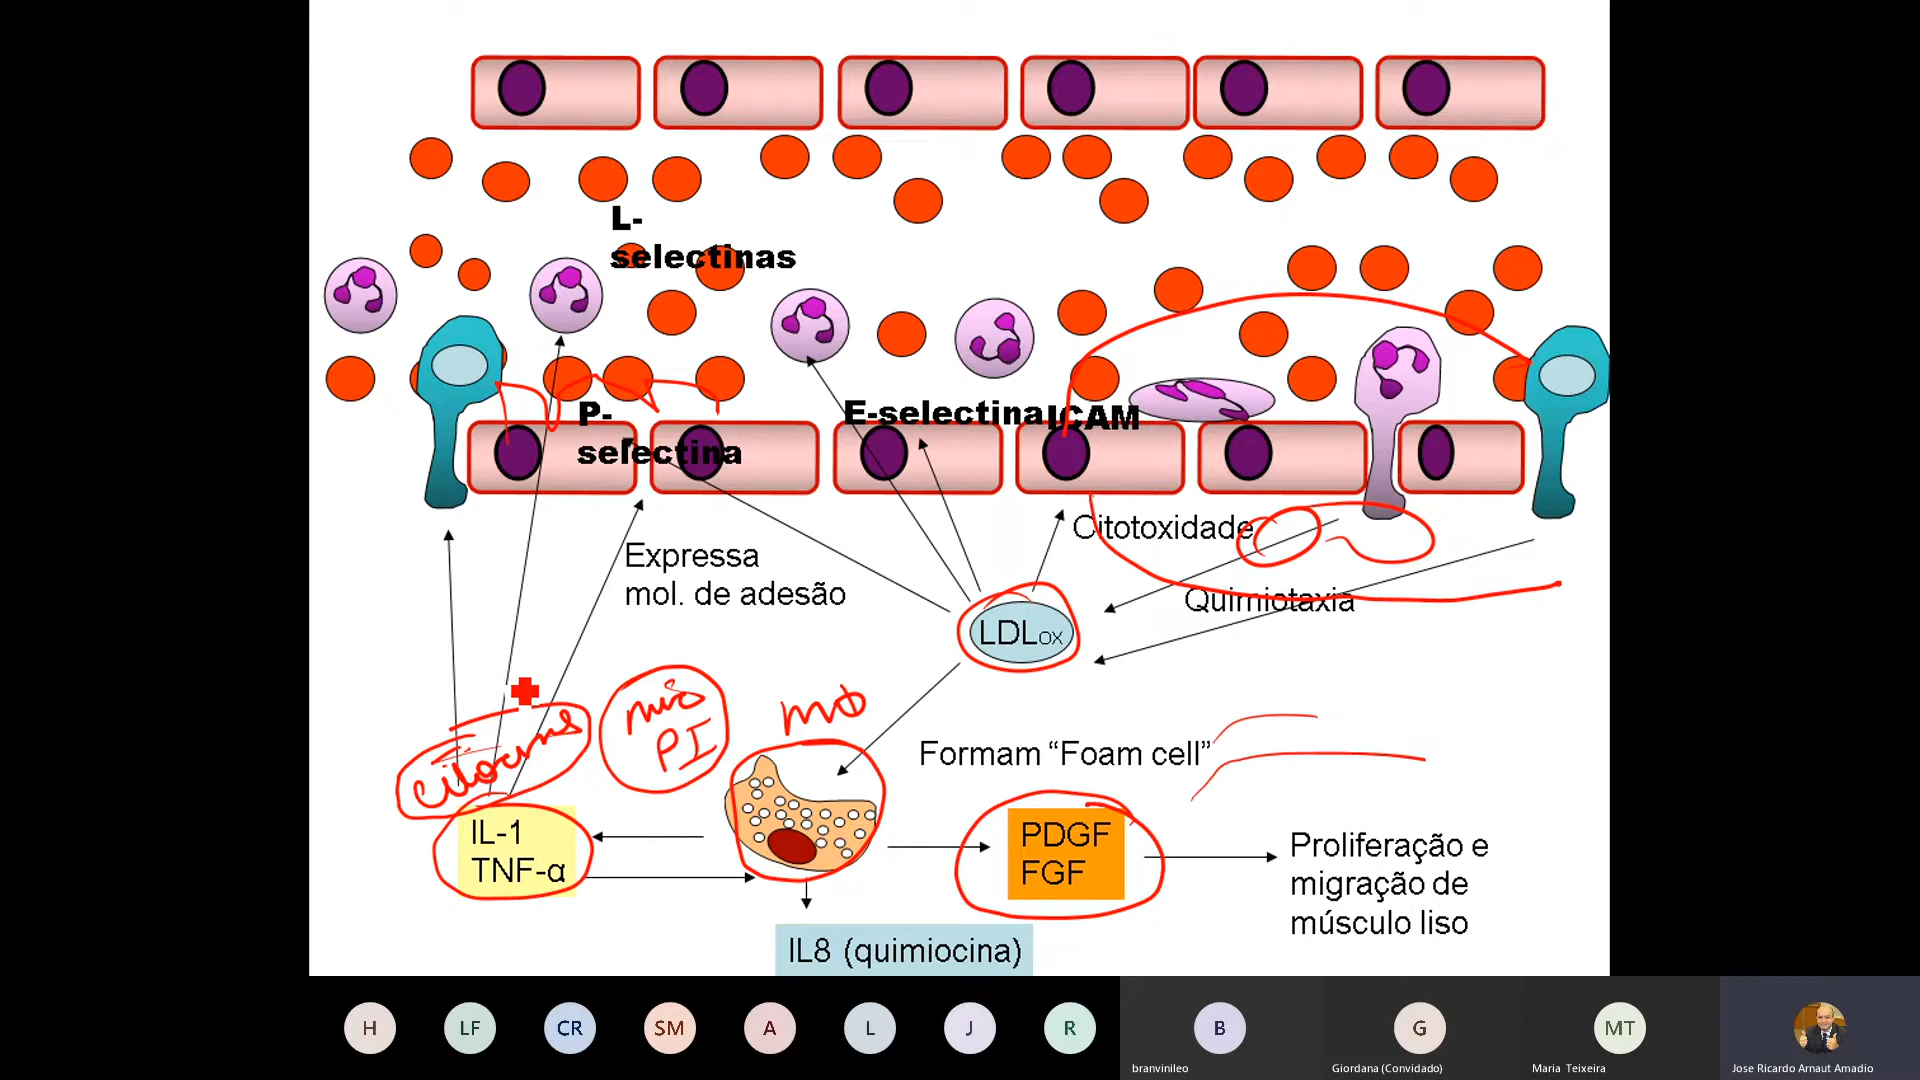 L-
selectinas
P-
selectina
E-selectina
ICAM
Citotoxidade
Expressa
mol. de adesão
Quimiotaxia
LDLox
citocinas
mϕ
Formam “Foam cell”
IL-1
TNF-α
PDGF
FGF
Proliferação e
migração de
músculo liso
IL8 (quimiocina)
H
LF
CR
SM
A
L
J
R
B
G
MT
branvinileo
Giordana (Convidado)
Maria Teixeira
Jose Ricardo Arnaut Amadio